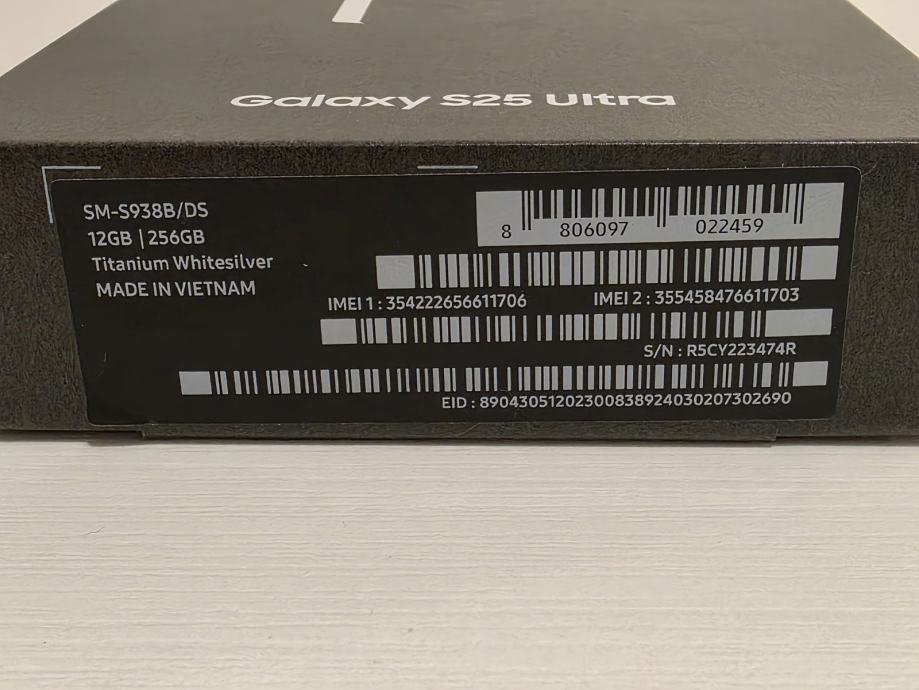 Galaxy S25 Ultra
SM-S938B/DS
12GB | 256GB
Titanium Whitesilver
MADE IN VIETNAM
8 806097 022459
IMEI 1 : 354222656611706 IMEI 2 : 355458476611703
S/N : R5CY223474R
EID : 89043051202300838924030207302690